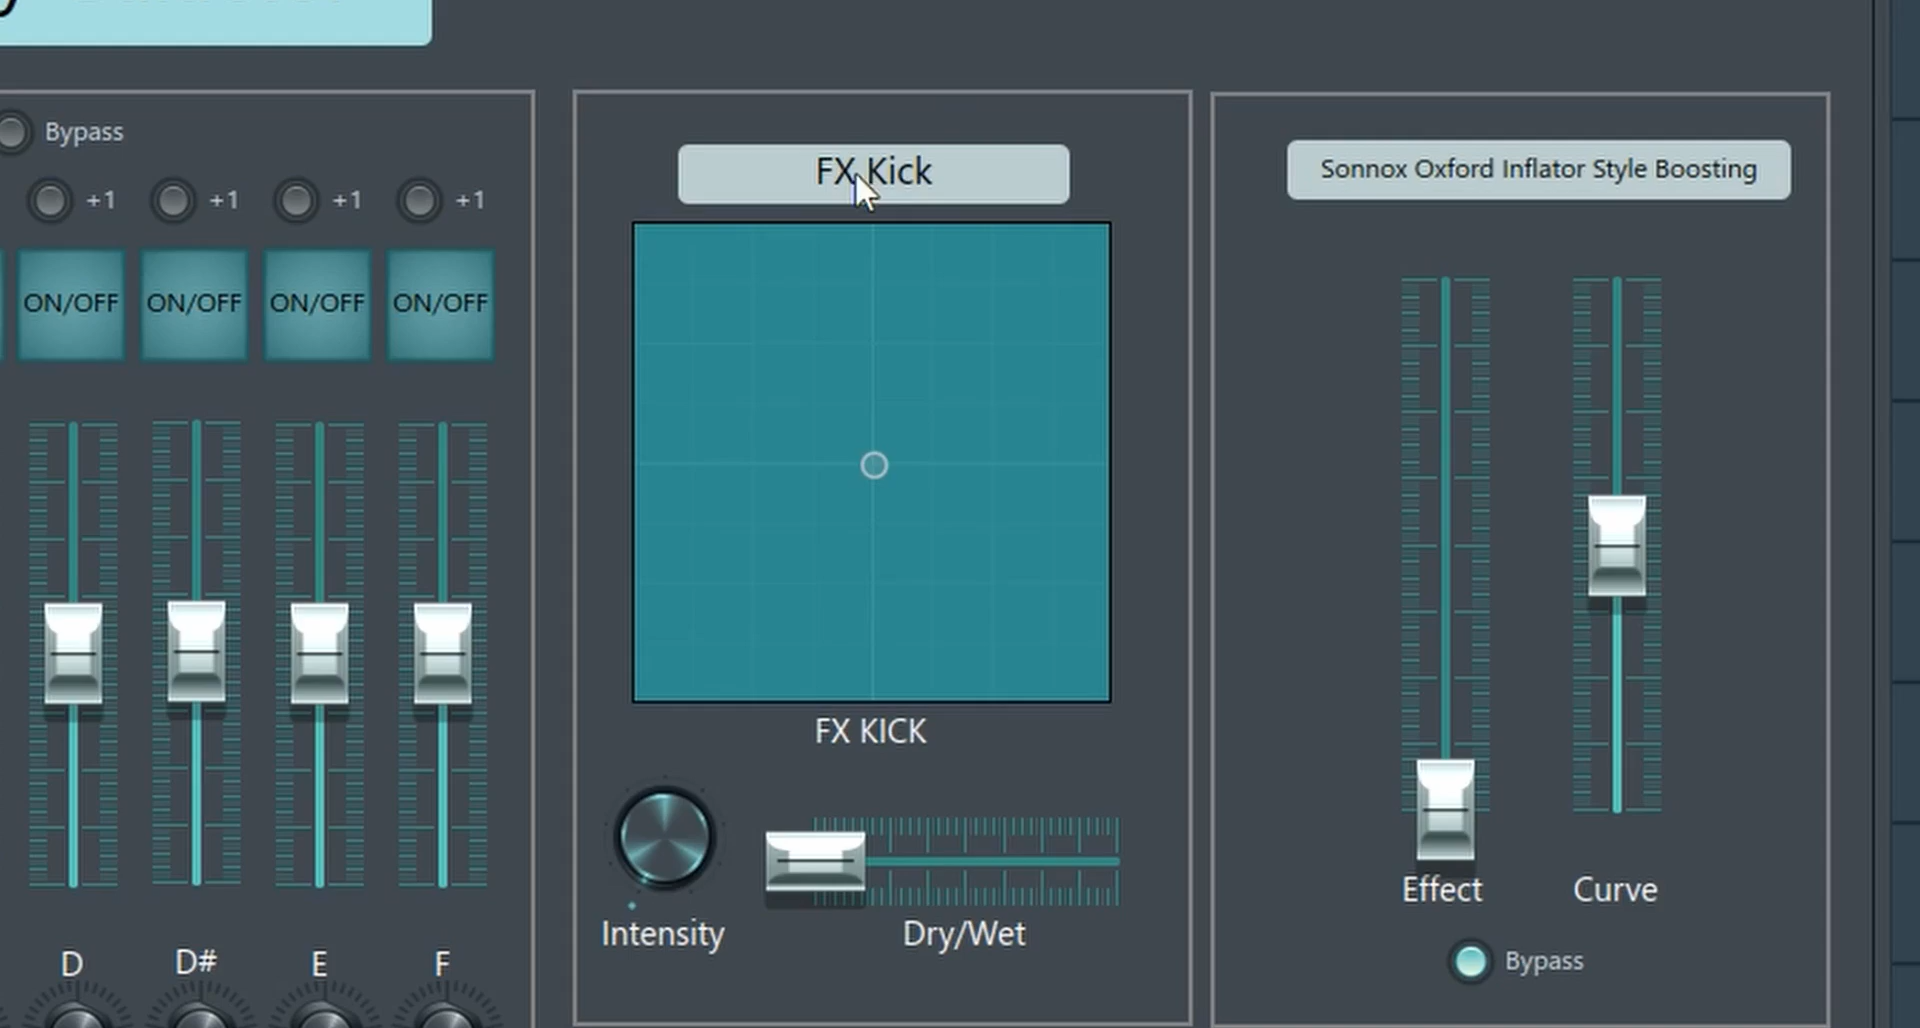 Bypass
+1 +1 +1 +1
ON/OFF ON/OFF ON/OFF ON/OFF
D D# E F
FX Kick
FX KICK
Intensity
Dry/Wet
Sonnox Oxford Inflator Style Boosting
Effect Curve
Bypass